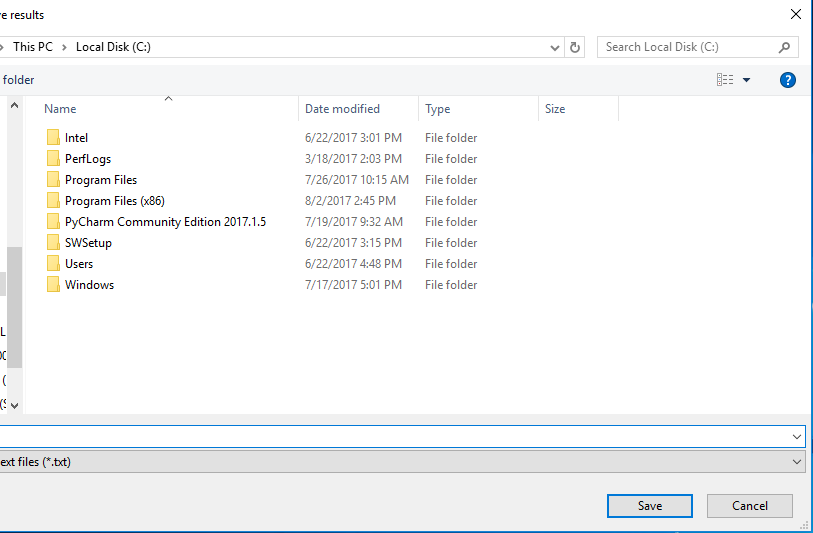 e results
This PC > Local Disk (C:)
Search Local Disk (C:)
folder
?
Name Date modified Type Size
Intel 6/22/2017 3:01 PM File folder
PerfLogs 3/18/2017 2:03 PM File folder
Program Files 7/26/2017 10:15 AM File folder
Program Files (x86) 8/2/2017 2:45 PM File folder
PyCharm Community Edition 2017.1.5 7/19/2017 9:32 AM File folder
SWSetup 6/22/2017 3:15 PM File folder
Users 6/22/2017 4:48 PM File folder
Windows 7/17/2017 5:01 PM File folder
L
(
ext files (*.txt)
Save Cancel